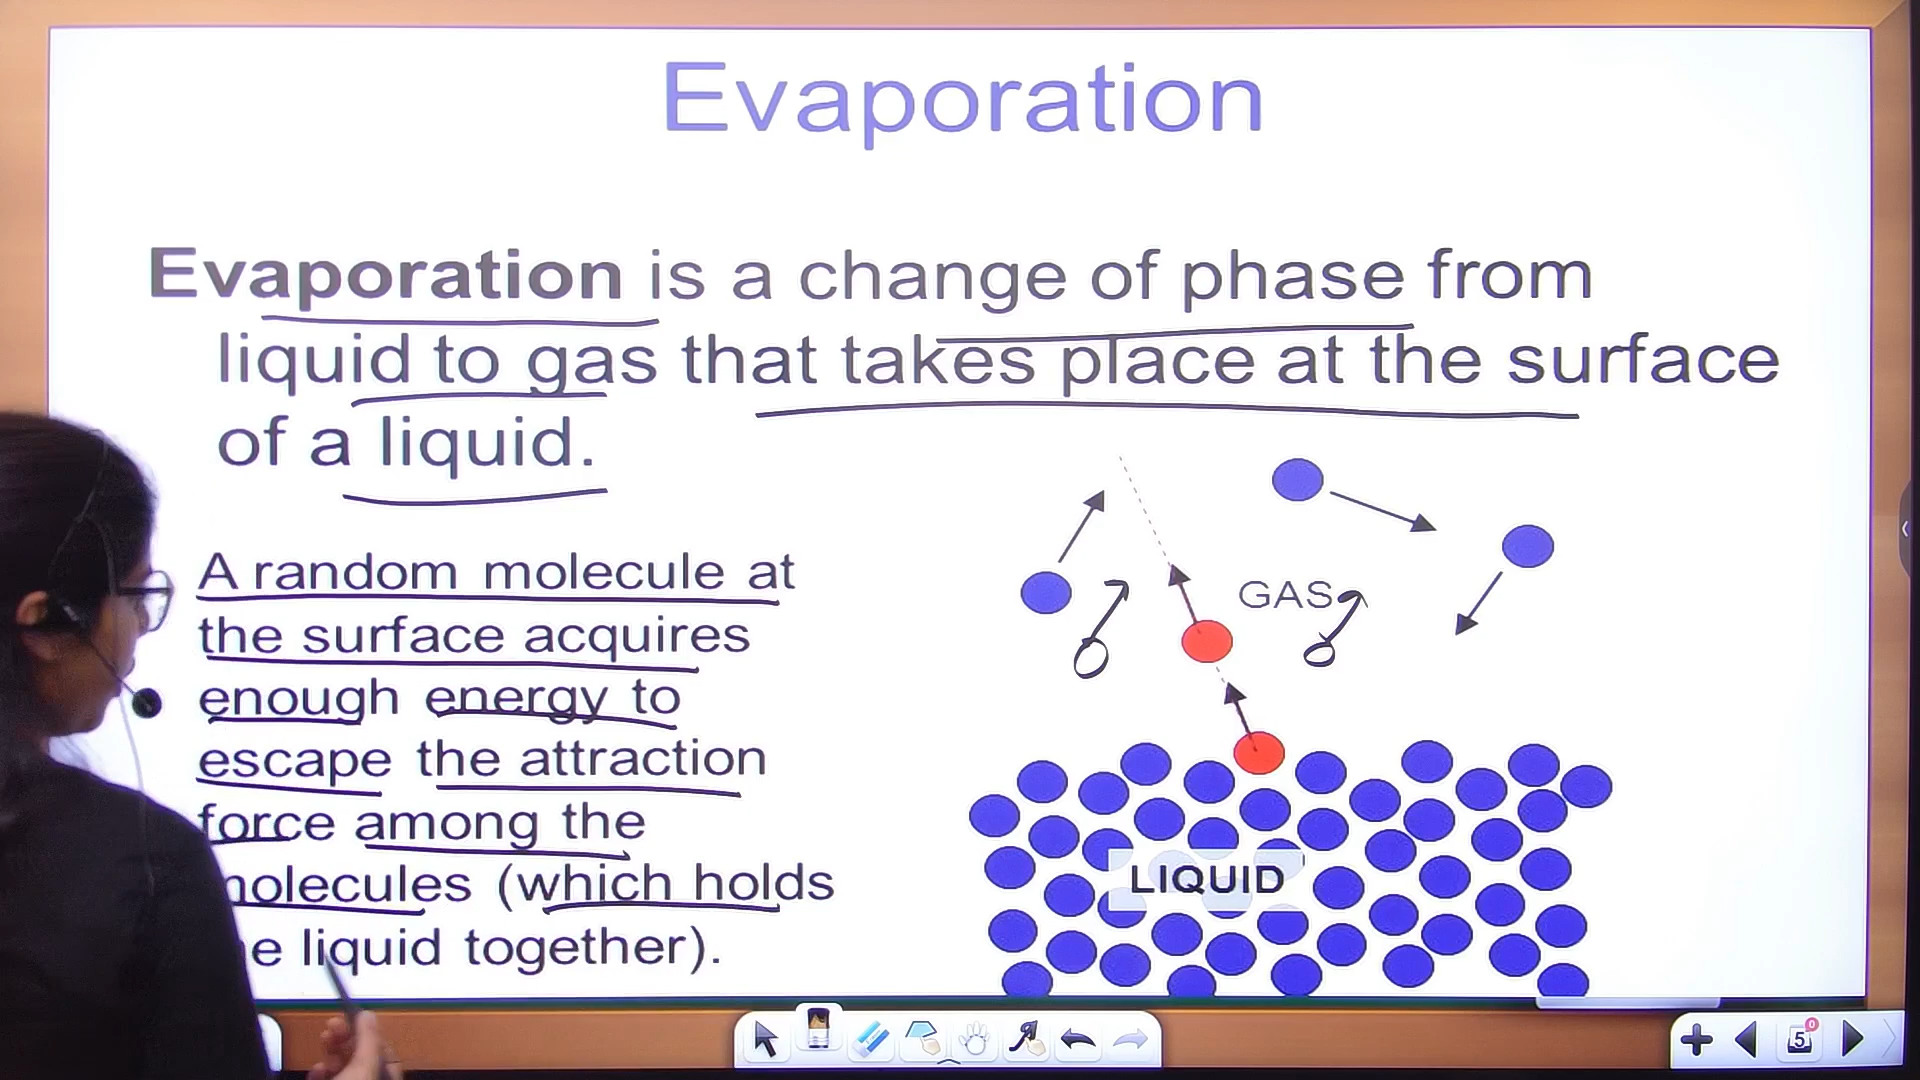 Evaporation
Evaporation is a change of phase from
liquid to gas that takes place at the surface
of a liquid.
A random molecule at
the surface acquires
enough energy to
escape the attraction
force among the
molecules (which holds
e liquid together).
GAS
LIQUID
5
0